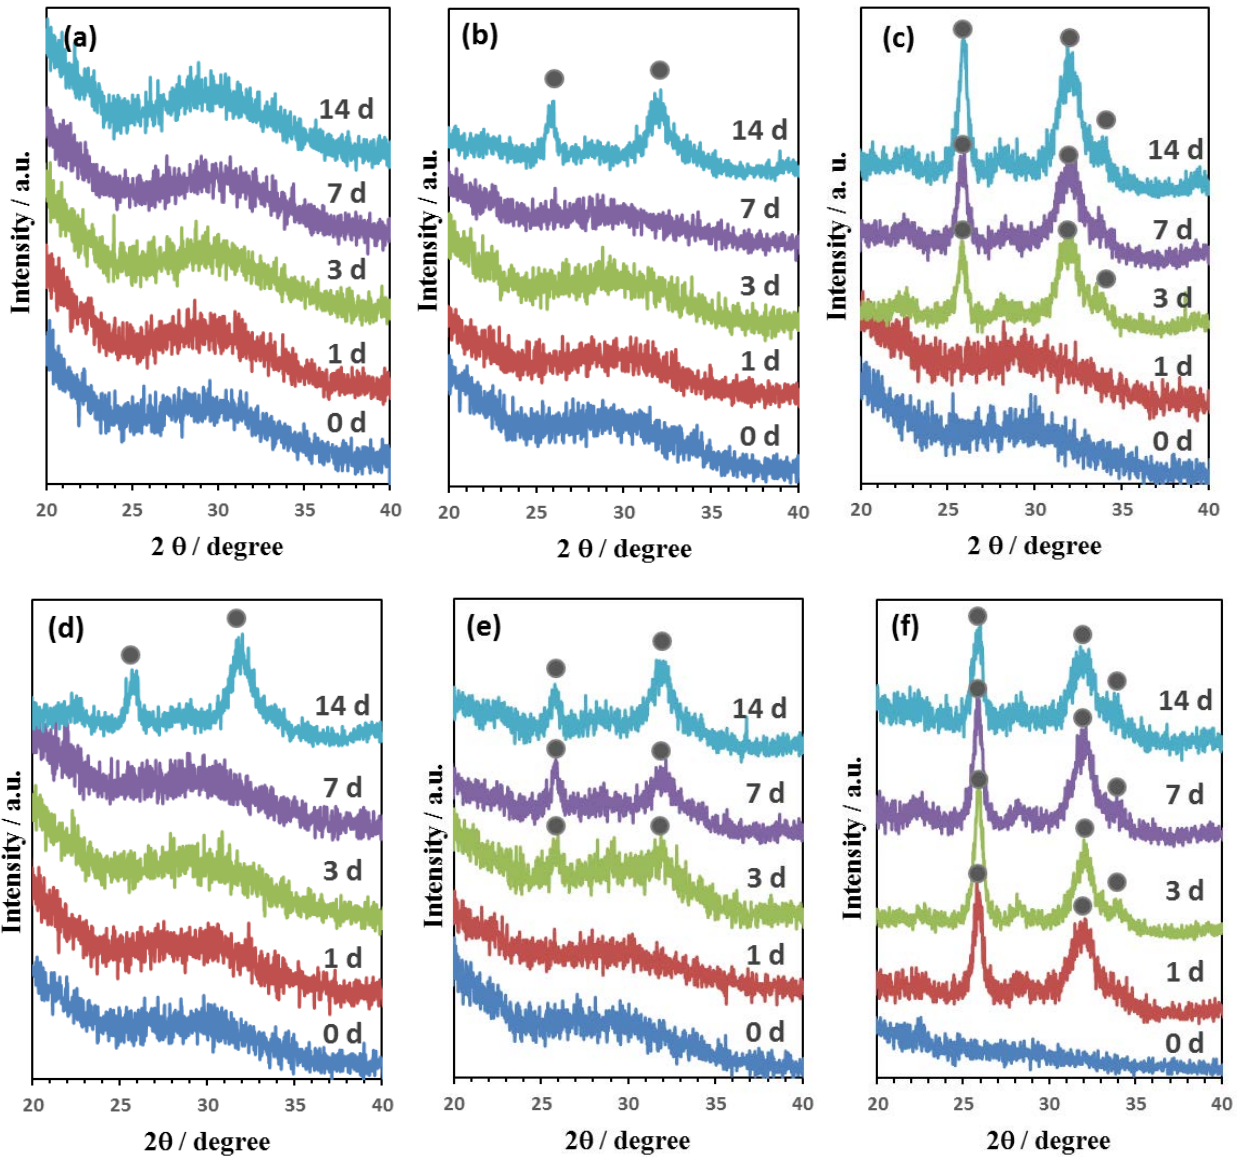 (a)
14 d
7 d
3 d
1 d
0 d
Intensity / a.u.
20 25 30 35 40
2 θ / degree
(b)
14 d
7 d
3 d
1 d
0 d
Intensity / a.u.
20 25 30 35 40
2 θ / degree
(c)
14 d
7 d
3 d
1 d
0 d
Intensity / a. u.
20 25 30 35 40
2 θ / degree
(d)
14 d
7 d
3 d
1 d
0 d
Intensity / a.u.
20 25 30 35 40
2θ / degree
(e)
14 d
7 d
3 d
1 d
0 d
Intensity / a.u.
20 25 30 35 40
2θ / degree
(f)
14 d
7 d
3 d
1 d
0 d
Intensity / a.u.
20 25 30 35 40
2θ / degree